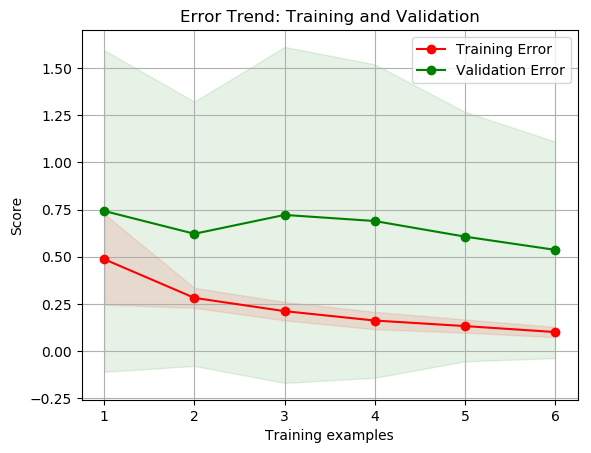 Error Trend: Training and Validation
Training Error
Validation Error
1.50
1.25
1.00
0.75
0.50
0.25
0.00
−0.25
Score
1 2 3 4 5 6
Training examples